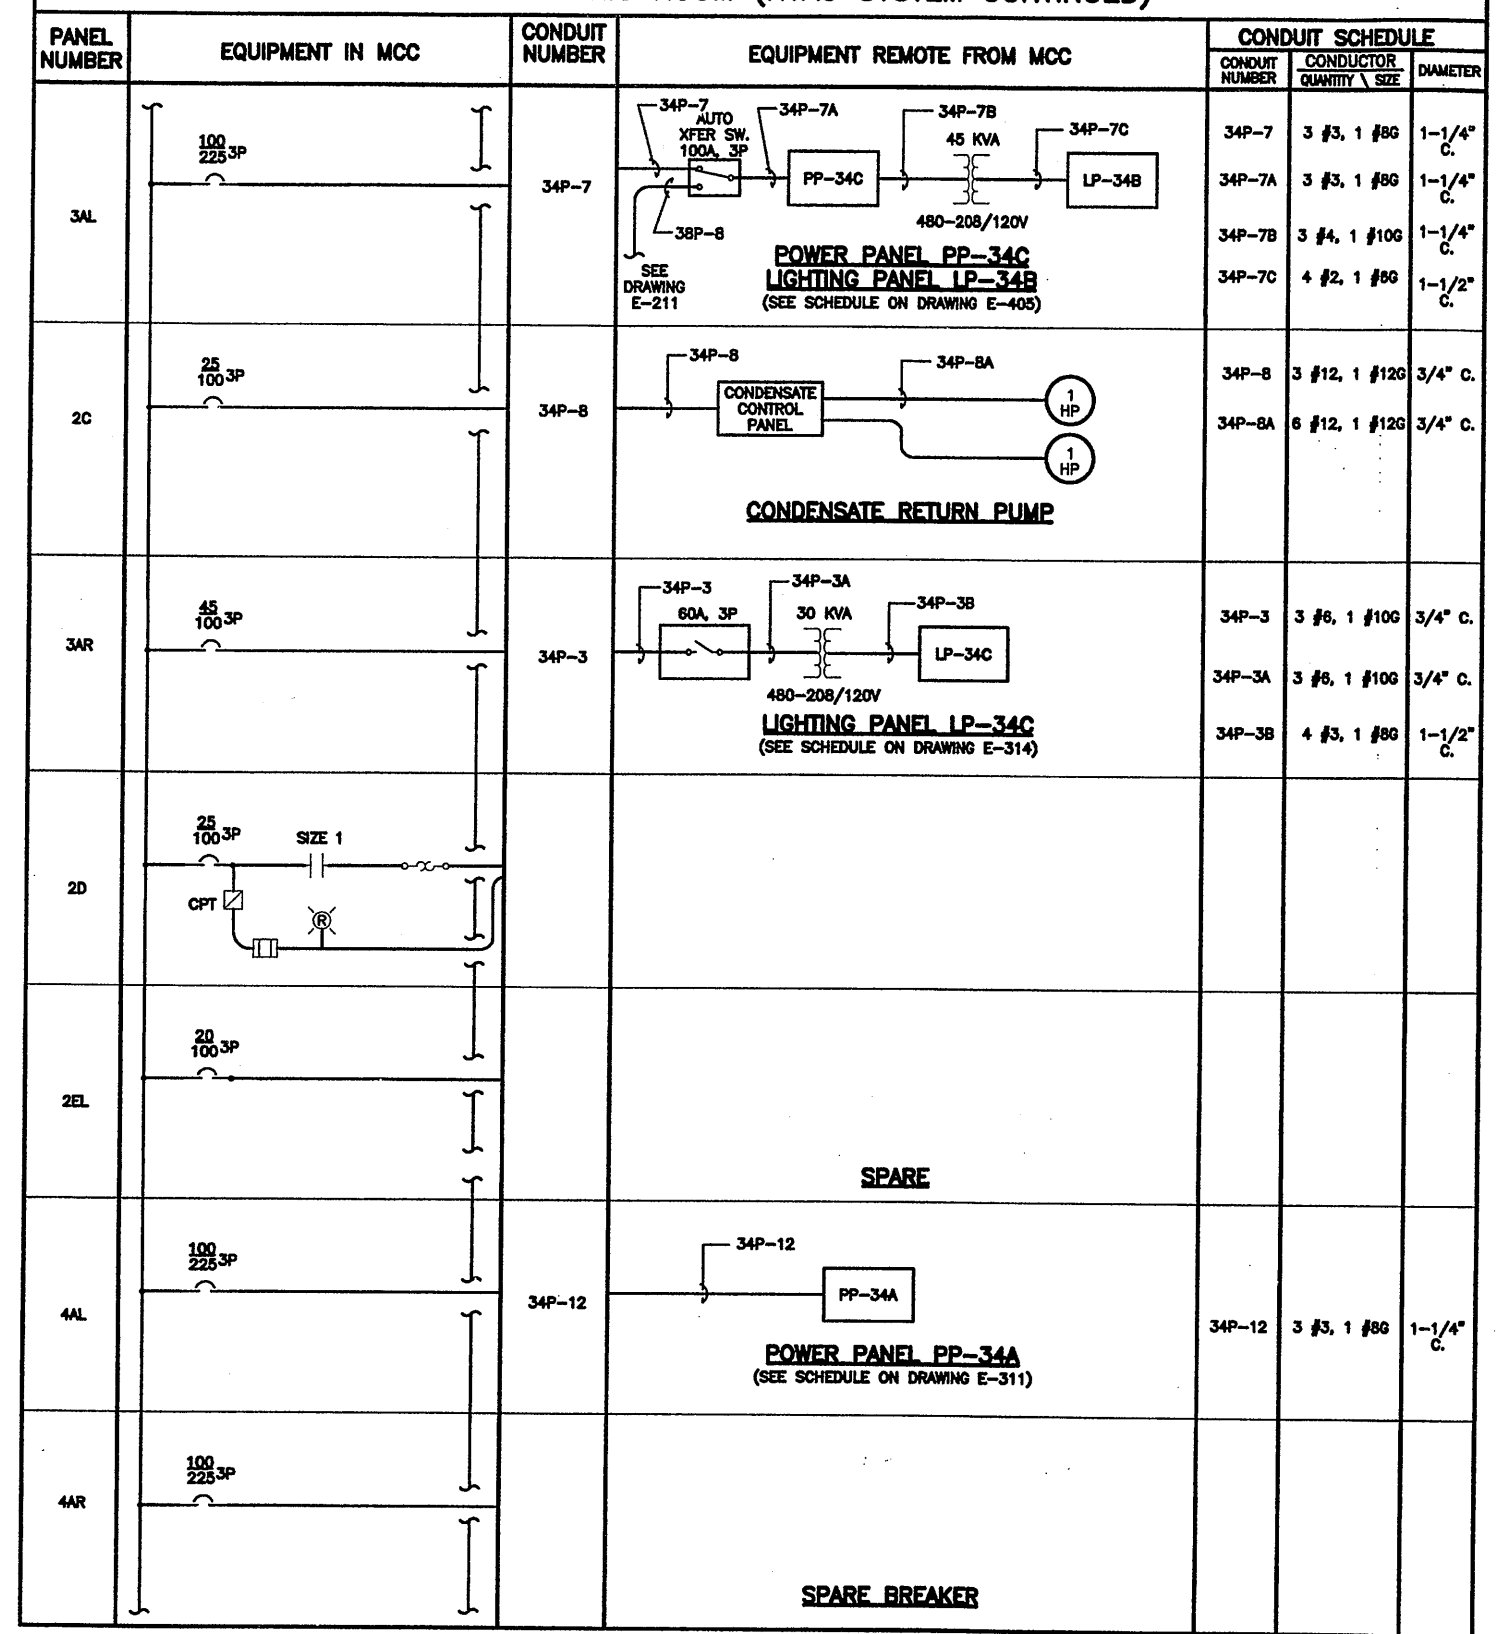 PANEL NUMBER
EQUIPMENT IN MCC
CONDUIT NUMBER
EQUIPMENT REMOTE FROM MCC
CONDUIT SCHEDULE
CONDUIT NUMBER
CONDUCTOR
QUANTITY \ SIZE
DIAMETER
3AL
100
225 3P
34P-7
34P-7
AUTO
XFER SW.
100A, 3P
34P-7A
34P-7B
45 KVA
34P-7C
PP-34C
LP-34B
480-208/120V
38P-8
SEE
DRAWING
E-211
POWER PANEL PP-34C
LIGHTING PANEL LP-34B
(SEE SCHEDULE ON DRAWING E-405)
34P-7 3 #3, 1 #8G 1-1/4" C.
34P-7A 3 #3, 1 #8G 1-1/4" C.
34P-7B 3 #4, 1 #10G 1-1/4" C.
34P-7C 4 #2, 1 #6G 1-1/2" C.
2C
25
100 3P
34P-8
34P-8
34P-8A
CONDENSATE
CONTROL
PANEL
1
HP
1
HP
CONDENSATE RETURN PUMP
34P-8 3 #12, 1 #12G 3/4" C.
34P-8A 6 #12, 1 #12G 3/4" C.
3AR
45
100 3P
34P-3
34P-3
60A, 3P
34P-3A
30 KVA
34P-3B
LP-34C
480-208/120V
LIGHTING PANEL LP-34C
(SEE SCHEDULE ON DRAWING E-314)
34P-3 3 #6, 1 #10G 3/4" C.
34P-3A 3 #6, 1 #10G 3/4" C.
34P-3B 4 #3, 1 #8G 1-1/2" C.
2D
25
100 3P
SIZE 1
CPT
R
2EL
20
100 3P
SPARE
4AL
100
225 3P
34P-12
34P-12
PP-34A
POWER PANEL PP-34A
(SEE SCHEDULE ON DRAWING E-311)
34P-12 3 #3, 1 #8G 1-1/4" C.
4AR
100
225 3P
SPARE BREAKER